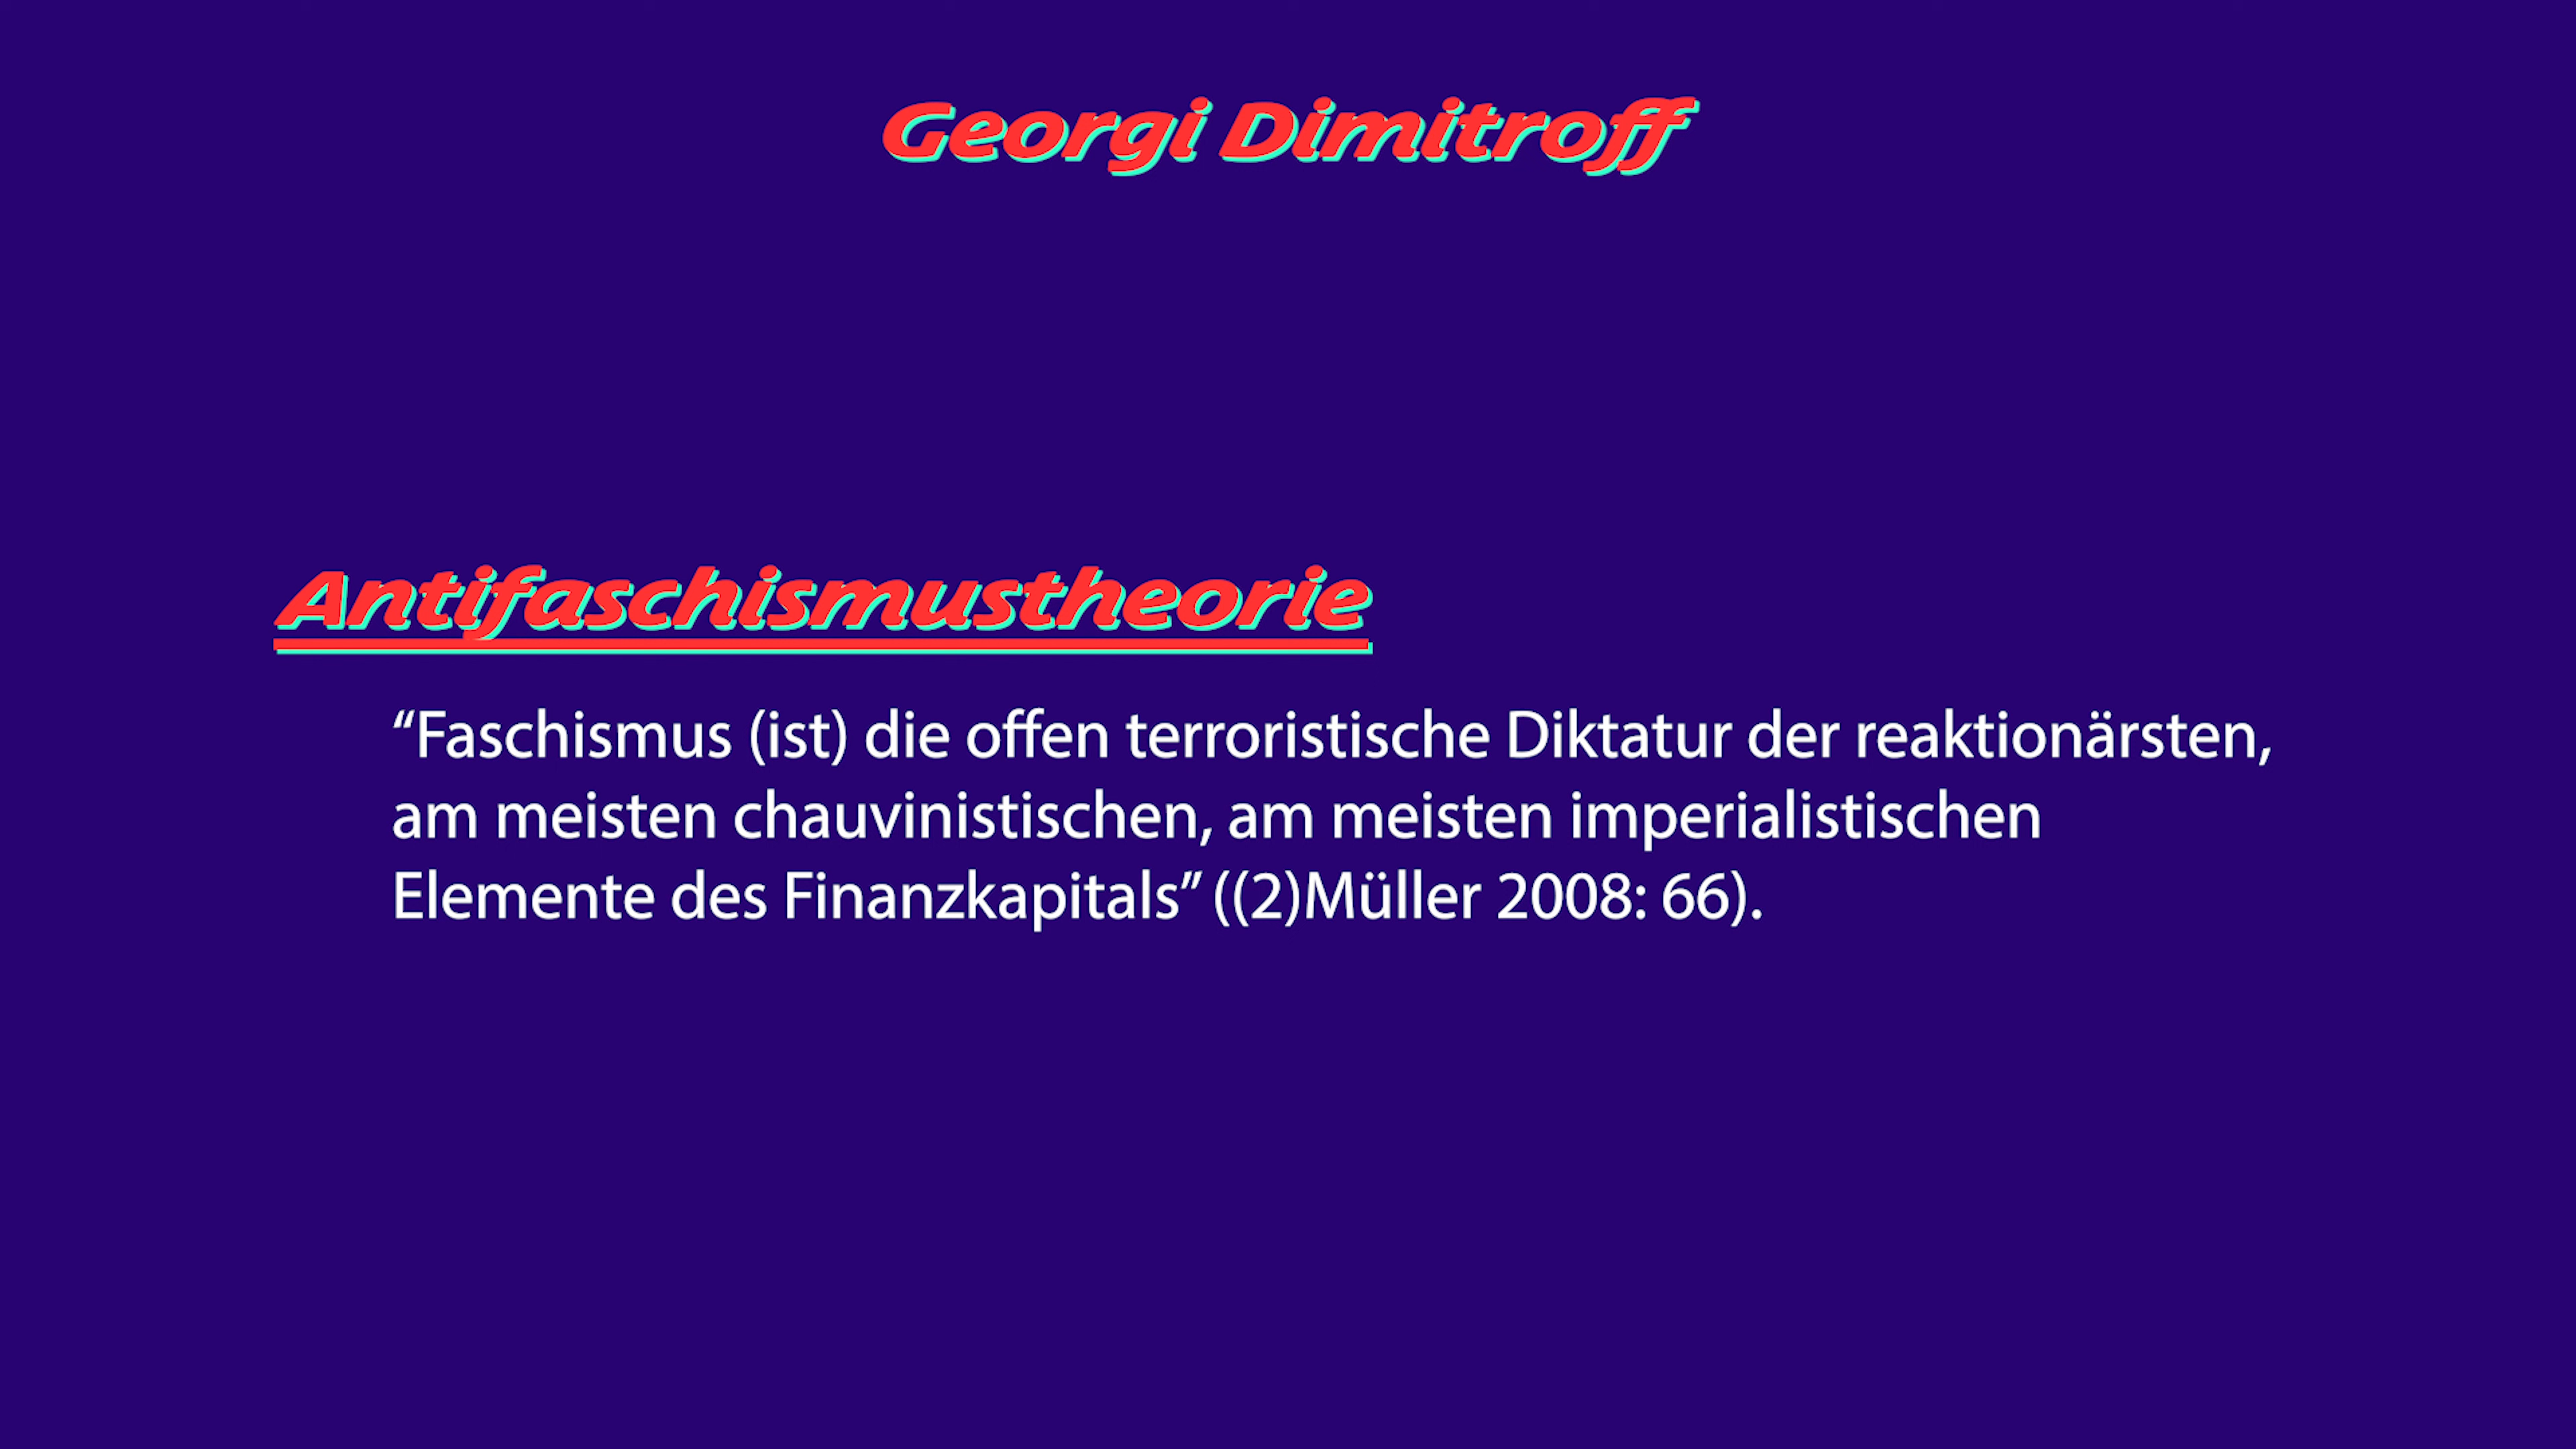 Georgi Dimitroff
Antifaschismustheorie
“Faschismus (ist) die offen terroristische Diktatur der reaktionärsten,
am meisten chauvinistischen, am meisten imperialistischen
Elemente des Finanzkapitals” ((2)Müller 2008: 66).